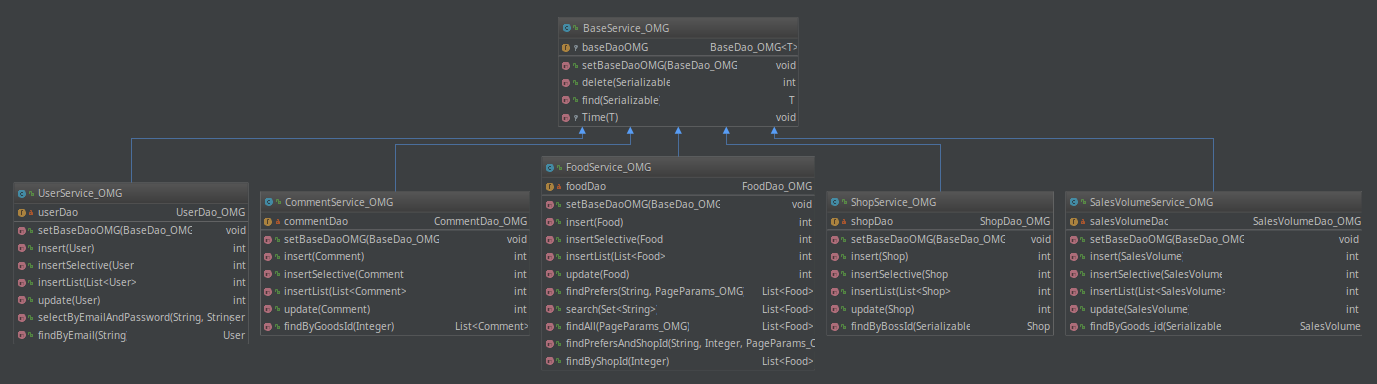 BaseService_OMG
baseDaoOMG BaseDao_OMG<T>
setBaseDaoOMG(BaseDao_OMG void
delete(Serializable int
find(Serializable) T
Time(T) void
UserService_OMG
userDao UserDao_OMG
setBaseDaoOMG(BaseDao_OMG void
insert(User) int
insertSelective(User int
insertList(List<User> int
update(User) int
selectByEmailAndPassword(String, String
findByEmail(String User
CommentService_OMG
commentDao CommentDao_OMG
setBaseDaoOMG(BaseDao_OMG void
insert(Comment) int
insertSelective(Comment int
insertList(List<Comment> int
update(Comment) int
findByGoodsId(Integer) List<Comment>
FoodService_OMG
foodDao FoodDao_OMG
setBaseDaoOMG(BaseDao_OMG void
insert(Food) int
insertSelective(Food int
insertList(List<Food> int
update(Food) int
findPrefers(String, PageParams_OMG List<Food>
search(Set<String> List<Food>
findAll(PageParams_OMG) List<Food>
findPrefersAndShopId(String, Integer, PageParams_O
findByShopId(Integer) List<Food>
ShopService_OMG
shopDao ShopDao_OMG
setBaseDaoOMG(BaseDao_OMG void
insert(Shop) int
insertSelective(Shop int
insertList(List<Shop> int
update(Shop) int
findByBossId(Serializable Shop
SalesVolumeService_OMG
salesVolumeDao SalesVolumeDao_OMG
setBaseDaoOMG(BaseDao_OMG void
insert(SalesVolume int
insertSelective(SalesVolume int
insertList(List<SalesVolume> int
update(SalesVolume int
findByGoods_id(Serializable SalesVolume